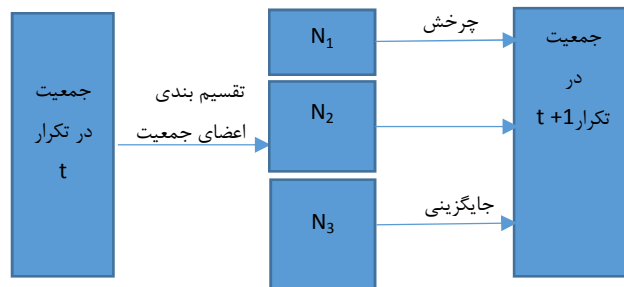 جمعیت
در تکرار
t
تقسیم بندی
اعضای جمعیت
N₁
N₂
N₃
چرخش
جایگزینی
جمعیت
در
تکرار t +1